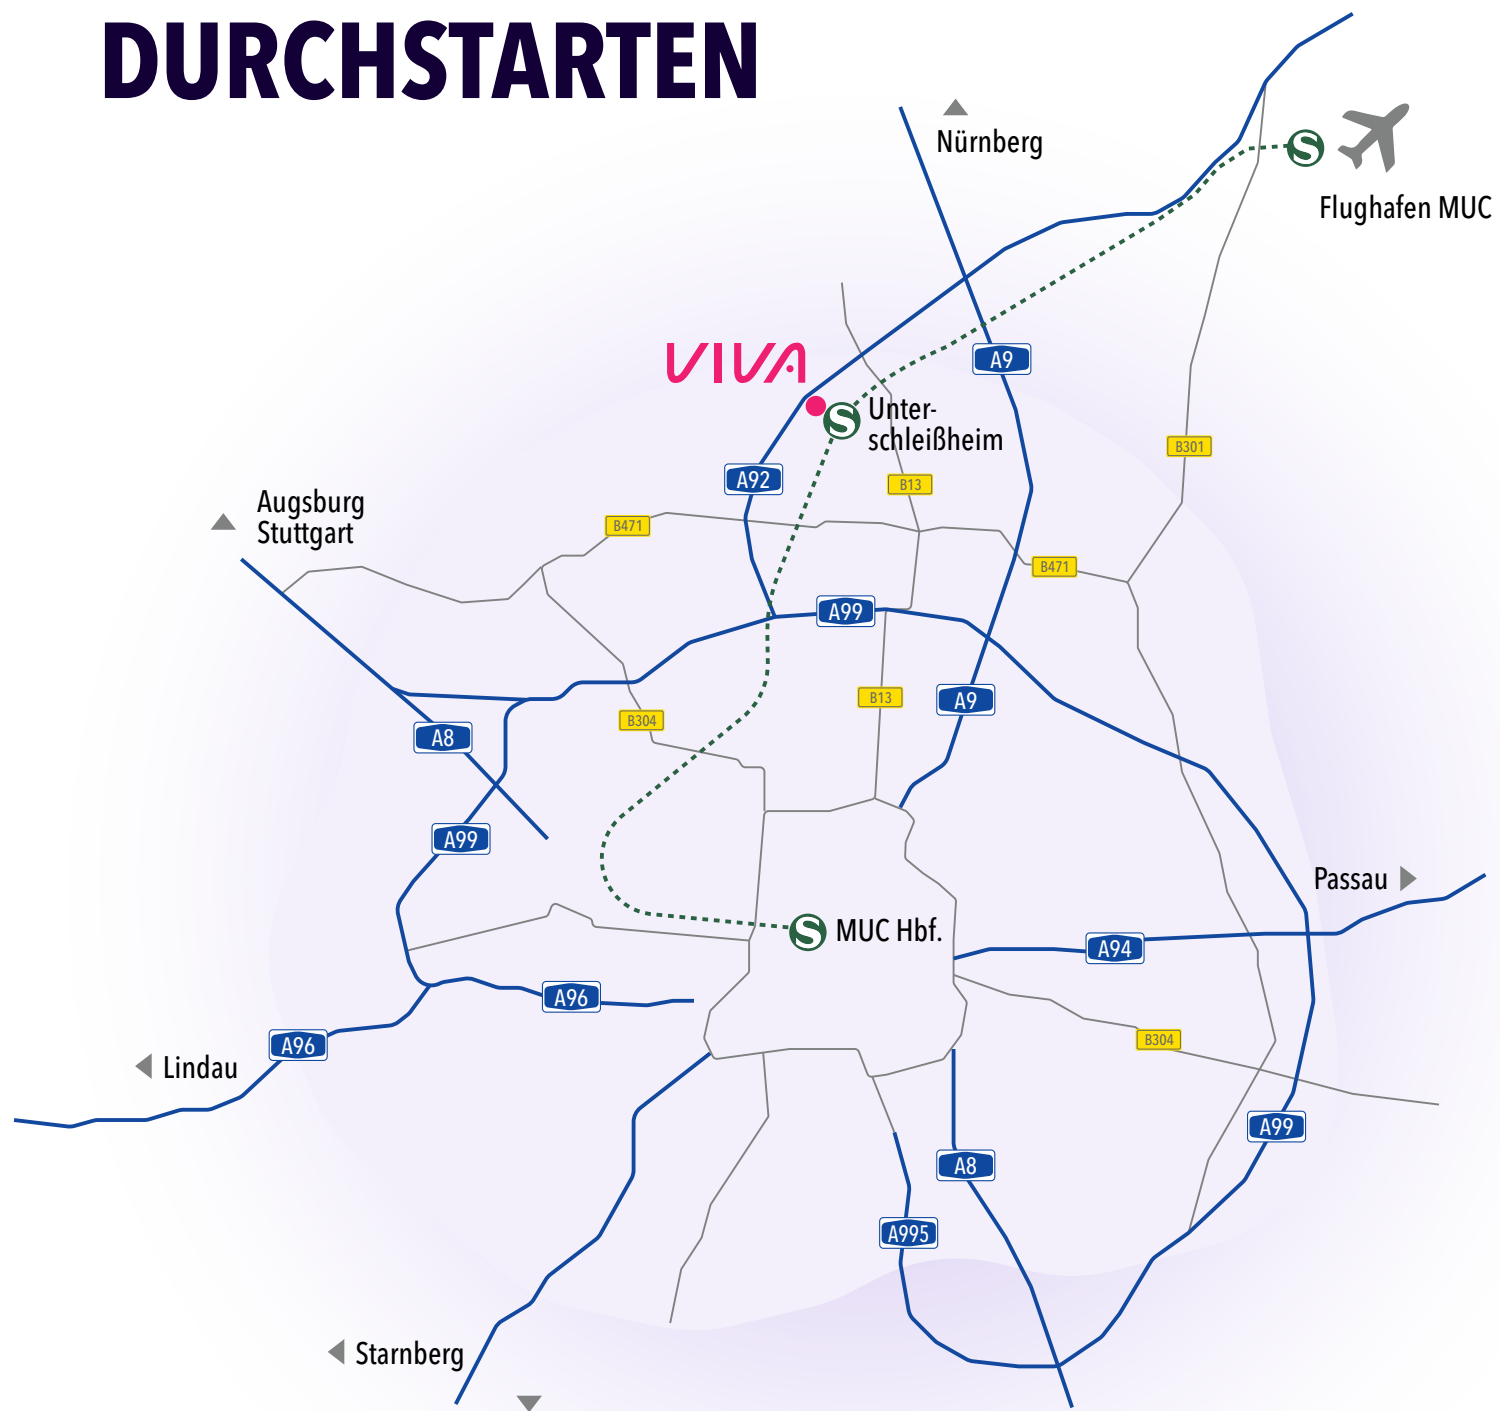 DURCHSTARTEN
Nürnberg
S
Flughafen MUC
VIVA
A9
S
Unter-
schleißheim
B301
A92
B13
Augsburg
Stuttgart
B471
B471
A99
B13
A9
B304
A8
A99
Passau
S
MUC Hbf.
A94
A96
B304
A96
Lindau
A99
A8
A995
Starnberg